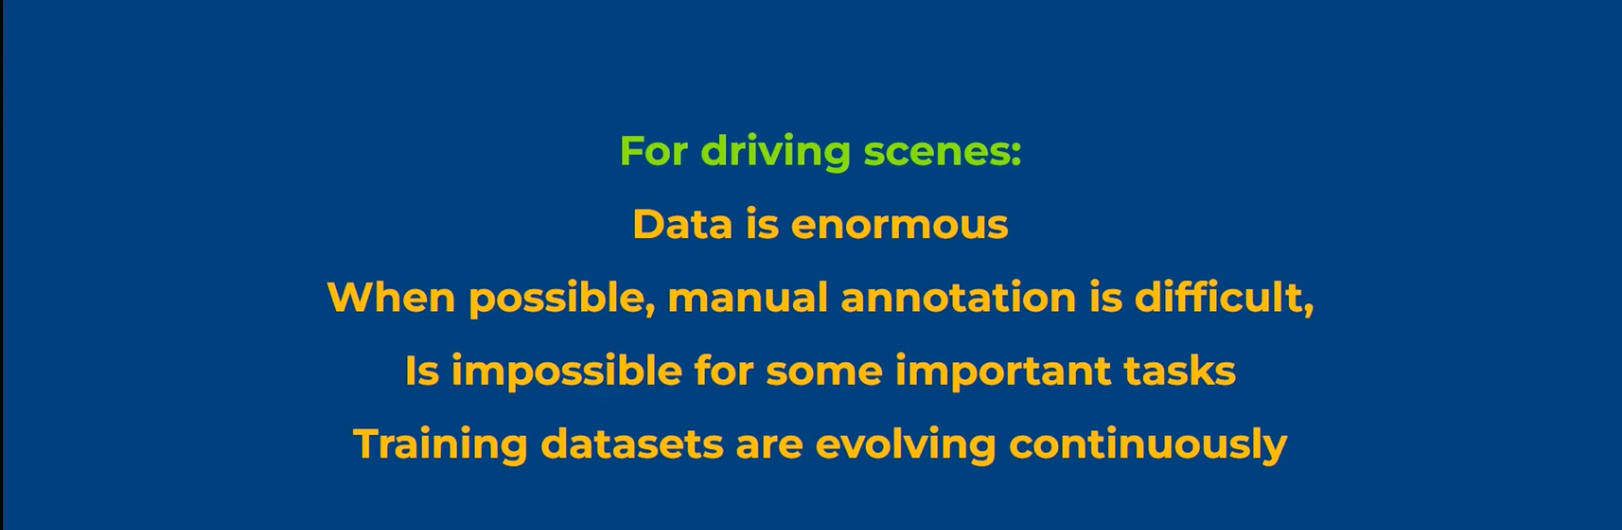 For driving scenes:
Data is enormous
When possible, manual annotation is difficult,
Is impossible for some important tasks
Training datasets are evolving continuously